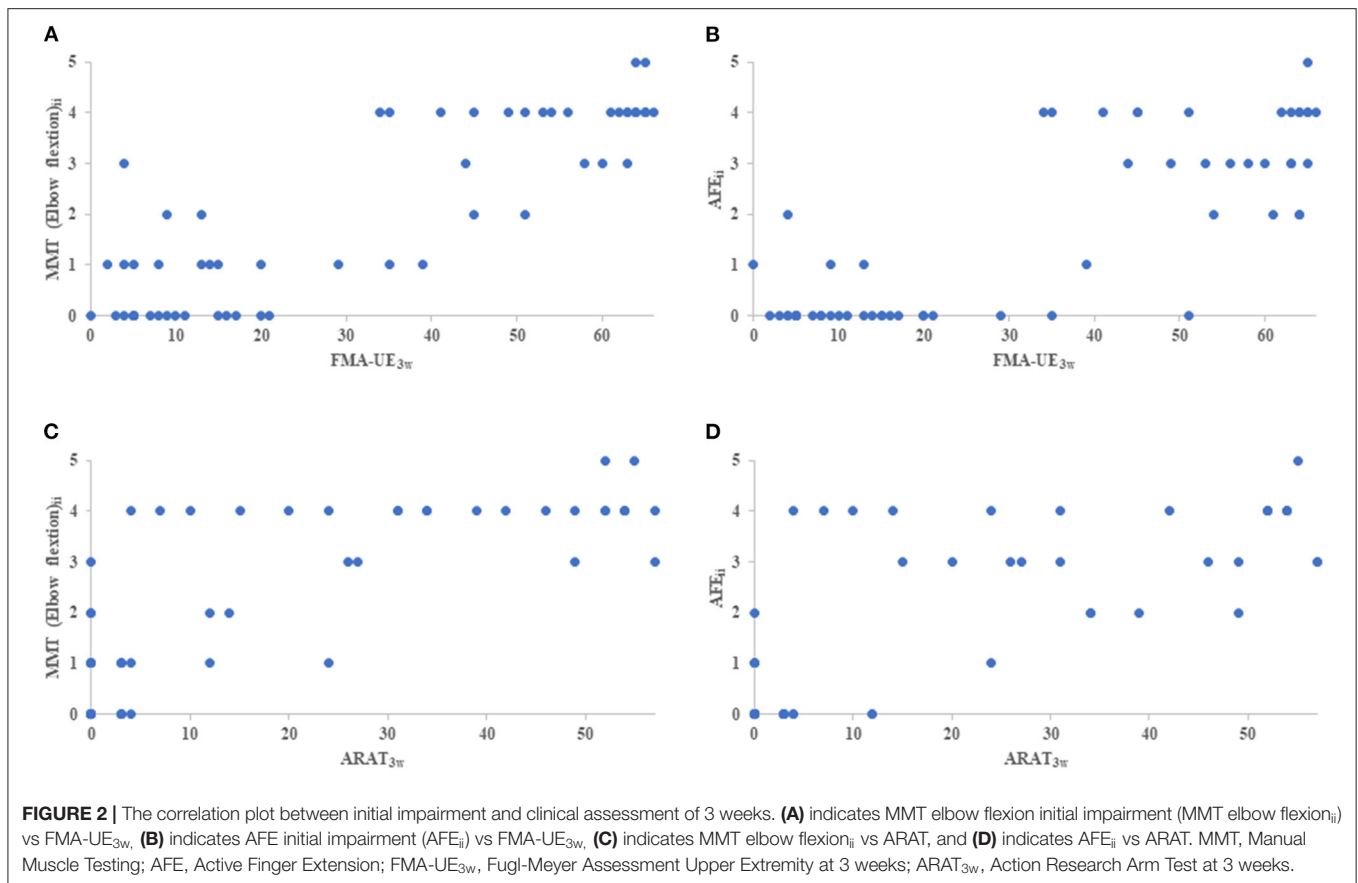 A
5
4
3
2
1
0
MMT (Elbow flextion)ii
0 10 20 30 40 50 60
FMA-UE3w
B
5
4
3
2
1
0
AFEii
0 10 20 30 40 50 60
FMA-UE3w
C
5
4
3
2
1
0
MMT (Elbow flextion)ii
0 10 20 30 40 50
ARAT3w
D
5
4
3
2
1
0
AFEii
0 10 20 30 40 50
ARAT3w
FIGURE 2 | The correlation plot between initial impairment and clinical assessment of 3 weeks. (A) indicates MMT elbow flexion initial impairment (MMT elbow flexionii)
vs FMA-UE3w, (B) indicates AFE initial impairment (AFEii) vs FMA-UE3w, (C) indicates MMT elbow flexionii vs ARAT, and (D) indicates AFEii vs ARAT. MMT, Manual
Muscle Testing; AFE, Active Finger Extension; FMA-UE3w, Fugl-Meyer Assessment Upper Extremity at 3 weeks; ARAT3w, Action Research Arm Test at 3 weeks.